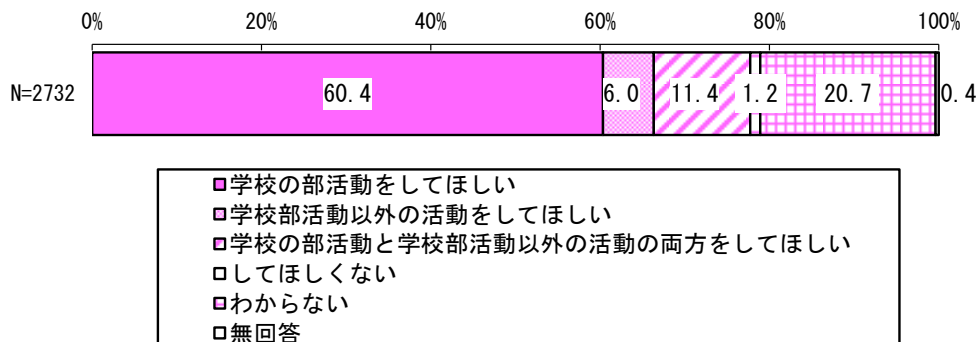 0% 20% 40% 60% 80% 100%
N=2732 60.4 6.0 11.4 1.2 20.7 0.4
学校の部活動をしてほしい
学校部活動以外の活動をしてほしい
学校の部活動と学校部活動以外の活動の両方をしてほしい
してほしくない
わからない
無回答